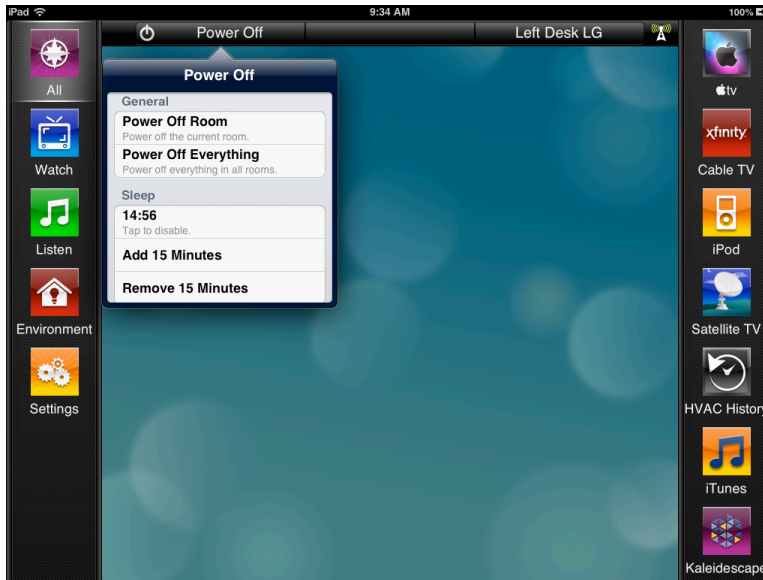 iPad
9:34 AM
100%
Power Off
Left Desk LG
All
Watch
Listen
Environment
Settings
Power Off
General
Power Off Room
Power off the current room.
Power Off Everything
Power off everything in all rooms.
Sleep
14:56
Tap to disable.
Add 15 Minutes
Remove 15 Minutes
tv
tv
xfinity
Cable TV
iPod
Satellite TV
HVAC History
iTunes
Kaleidescape